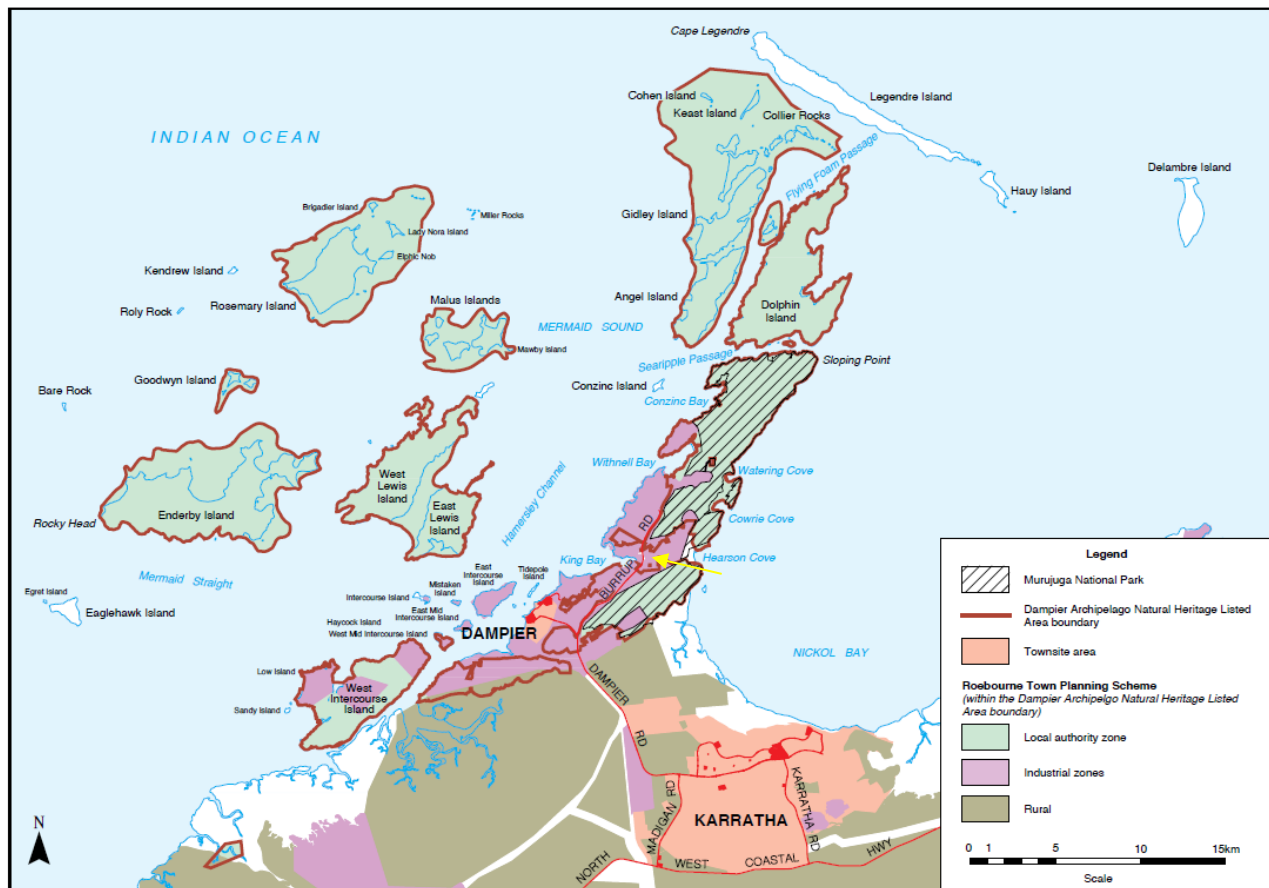 Cape Legendre
Legendre Island
Cohen Island
Keast Island
Collier Rocks
INDIAN OCEAN
Flying Foam Passage
Delambre Island
Hauy Island
Brigadier Island
Miller Rocks
Lady Nora Island
Gidley Island
Elphic Nob
Kendrew Island
Rosemary Island
Roly Rock
Malus Islands
Angel Island
Dolphin
Island
MERMAID SOUND
Mawby Island
Searipple Passage
Sloping Point
Goodwyn Island
Conzinc Island
Bare Rock
Conzinc Bay
Withnell Bay
Watering Cove
West
Lewis
Island
Hamersley Channel
Enderby Island
Rocky Head
East
Lewis
Island
RD
Cowrie Cove
King Bay
Hearson Cove
BURRUP
Mermaid Straight
East
Intercourse
Island
Tidepole
Island
Mistaken
Island
Intercourse Island
Egret Island
Eaglehawk Island
East Mid
Intercourse Island
Haycock Island
West Mid Intercourse Island
DAMPIER
Low Island
West
Intercourse
Island
Sandy Island
NICKOL BAY
DAMPIER
RD
MADIGAN RD
KARRATHA RD
KARRATHA
NORTH WEST COASTAL HWY
N
Legend
Murujuga National Park
Dampier Archipelago Natural Heritage Listed
Area boundary
Townsite area
Roebourne Town Planning Scheme
(within the Dampier Archipelgo Natural Heritage Listed
Area boundary)
Local authority zone
Industrial zones
Rural
0 1 5 10 15km
Scale